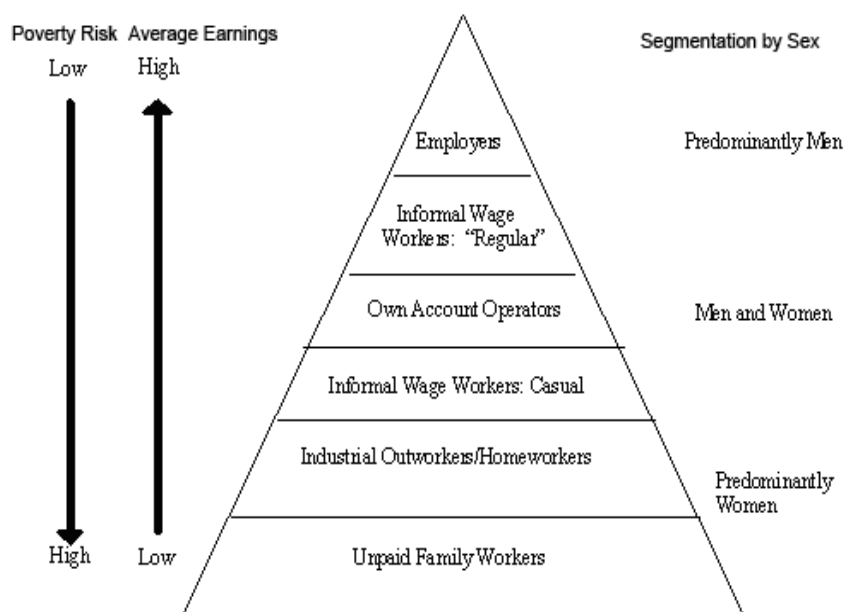 Poverty Risk Average Earnings
Segmentation by Sex
Low High
Employers
Predominantly Men
Informal Wage
Workers: “Regular”
Own Account Operators
Men and Women
Informal Wage Workers: Casual
Industrial Outworkers/Homeworkers
Predominantly
Women
High Low
Unpaid Family Workers